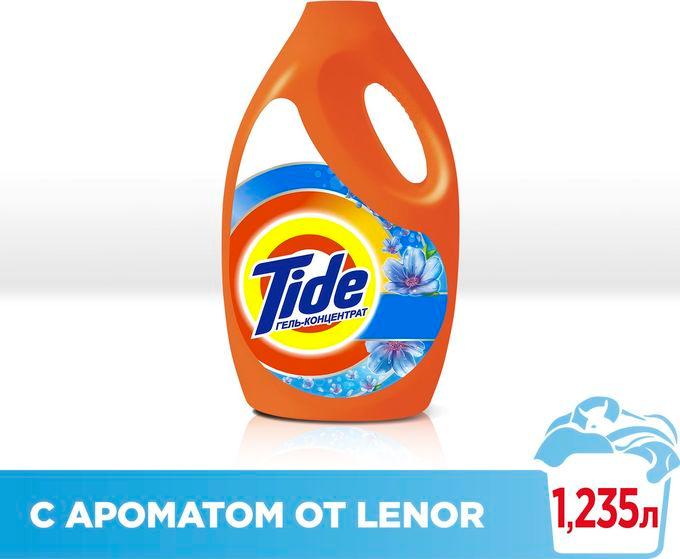 Tide
ГЕЛЬ-КОНЦЕНТРАТ
С АРОМАТОМ ОТ LENOR
1,235л